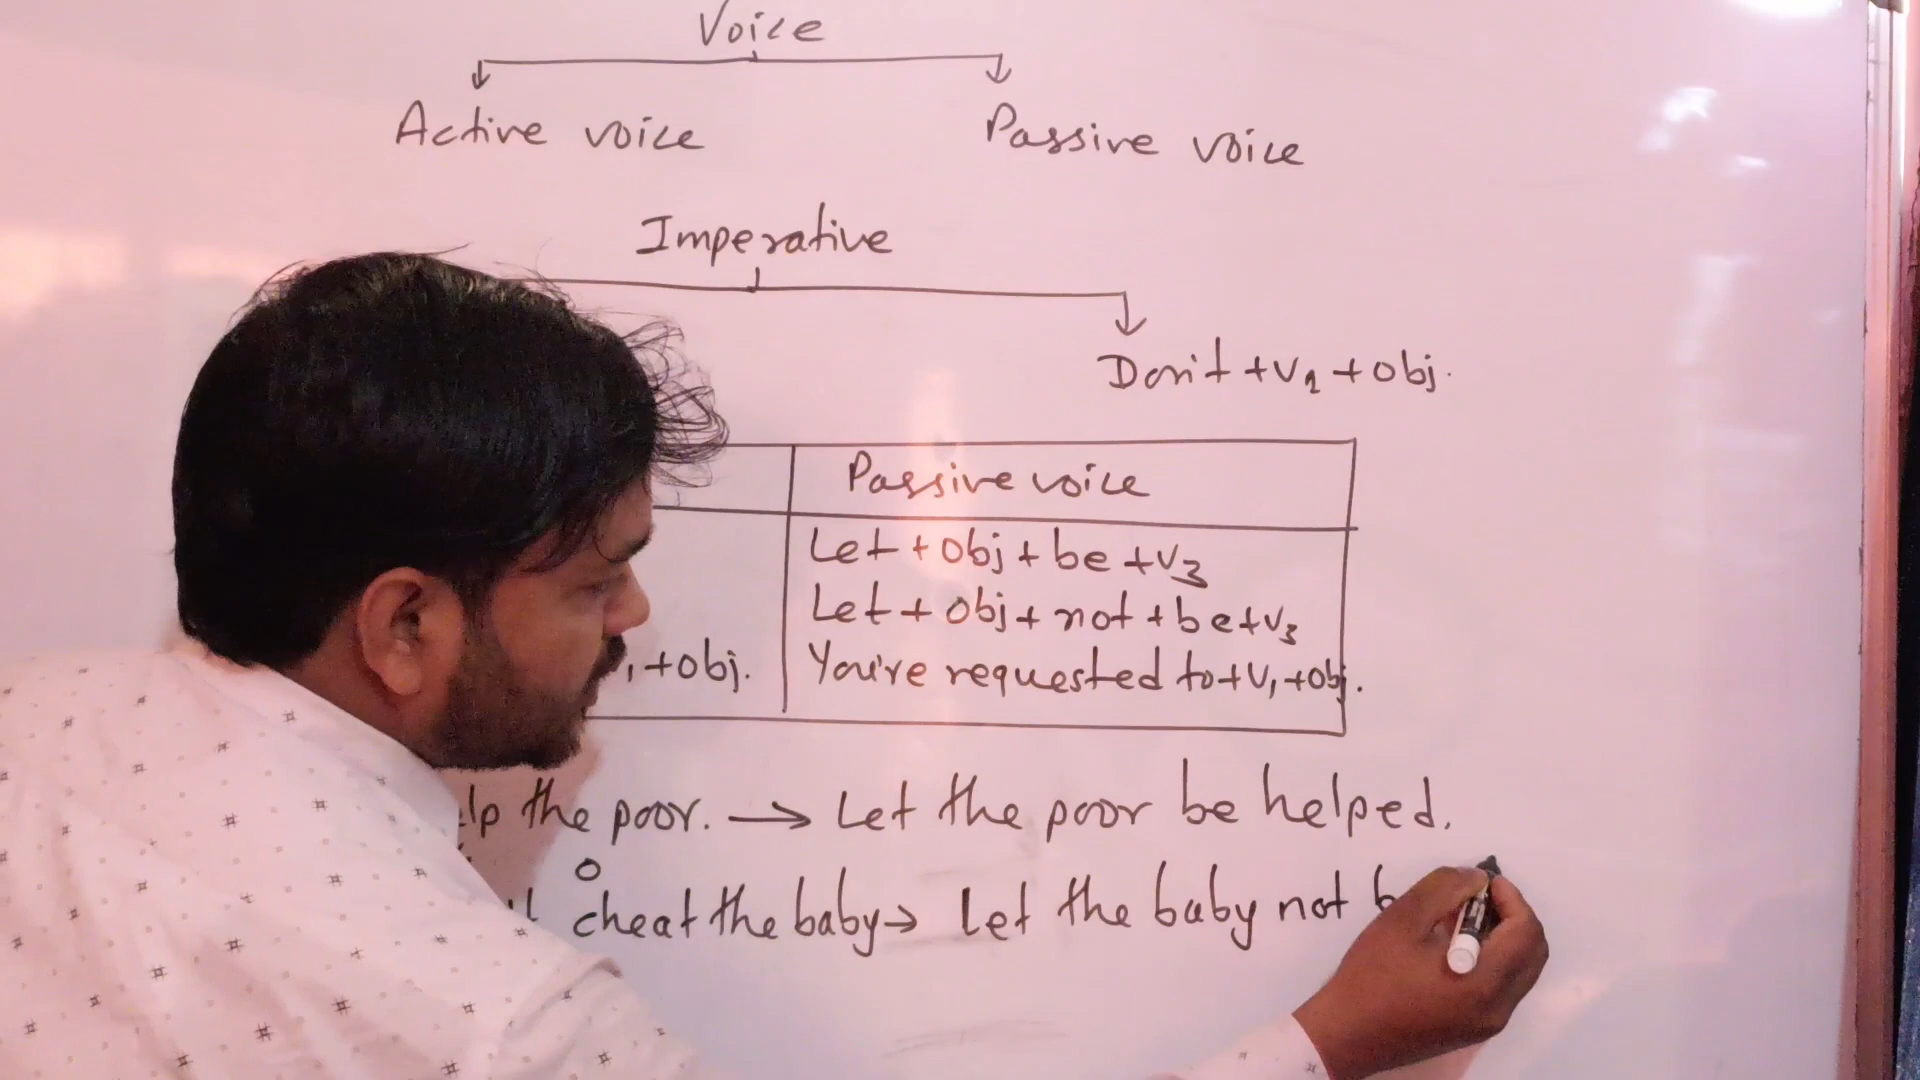 Voice
Active voice Passive voice
Imperative
Don't + V1 + Obj.
Passive voice
Let + Obj + be + V3
Let + Obj + not + be + V3
+ Obj. You're requested to + V1 + Obj.
the poor. → Let the poor be helped.
cheat the baby → Let the baby not